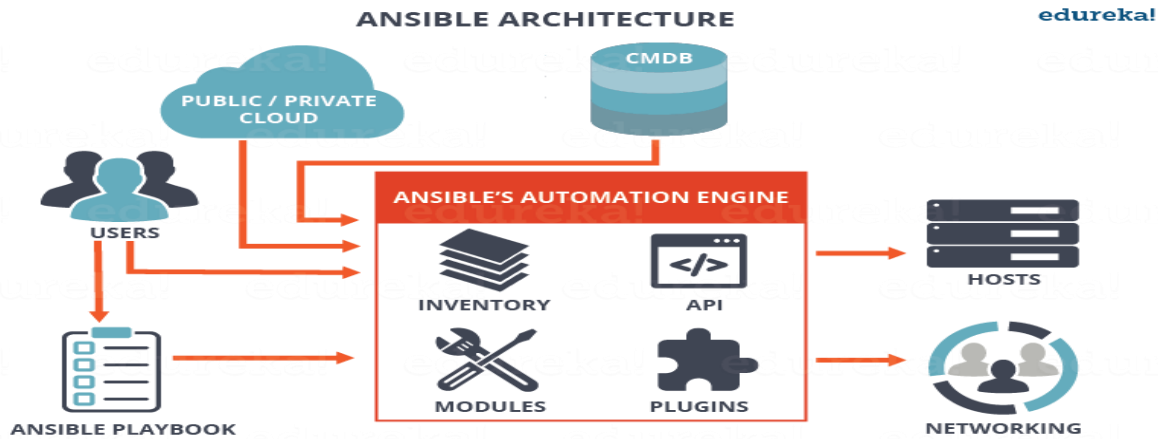 ANSIBLE ARCHITECTURE
edureka!
PUBLIC / PRIVATE
CLOUD
CMDB
USERS
ANSIBLE'S AUTOMATION ENGINE
INVENTORY
</>
API
HOSTS
MODULES
PLUGINS
ANSIBLE PLAYBOOK
NETWORKING